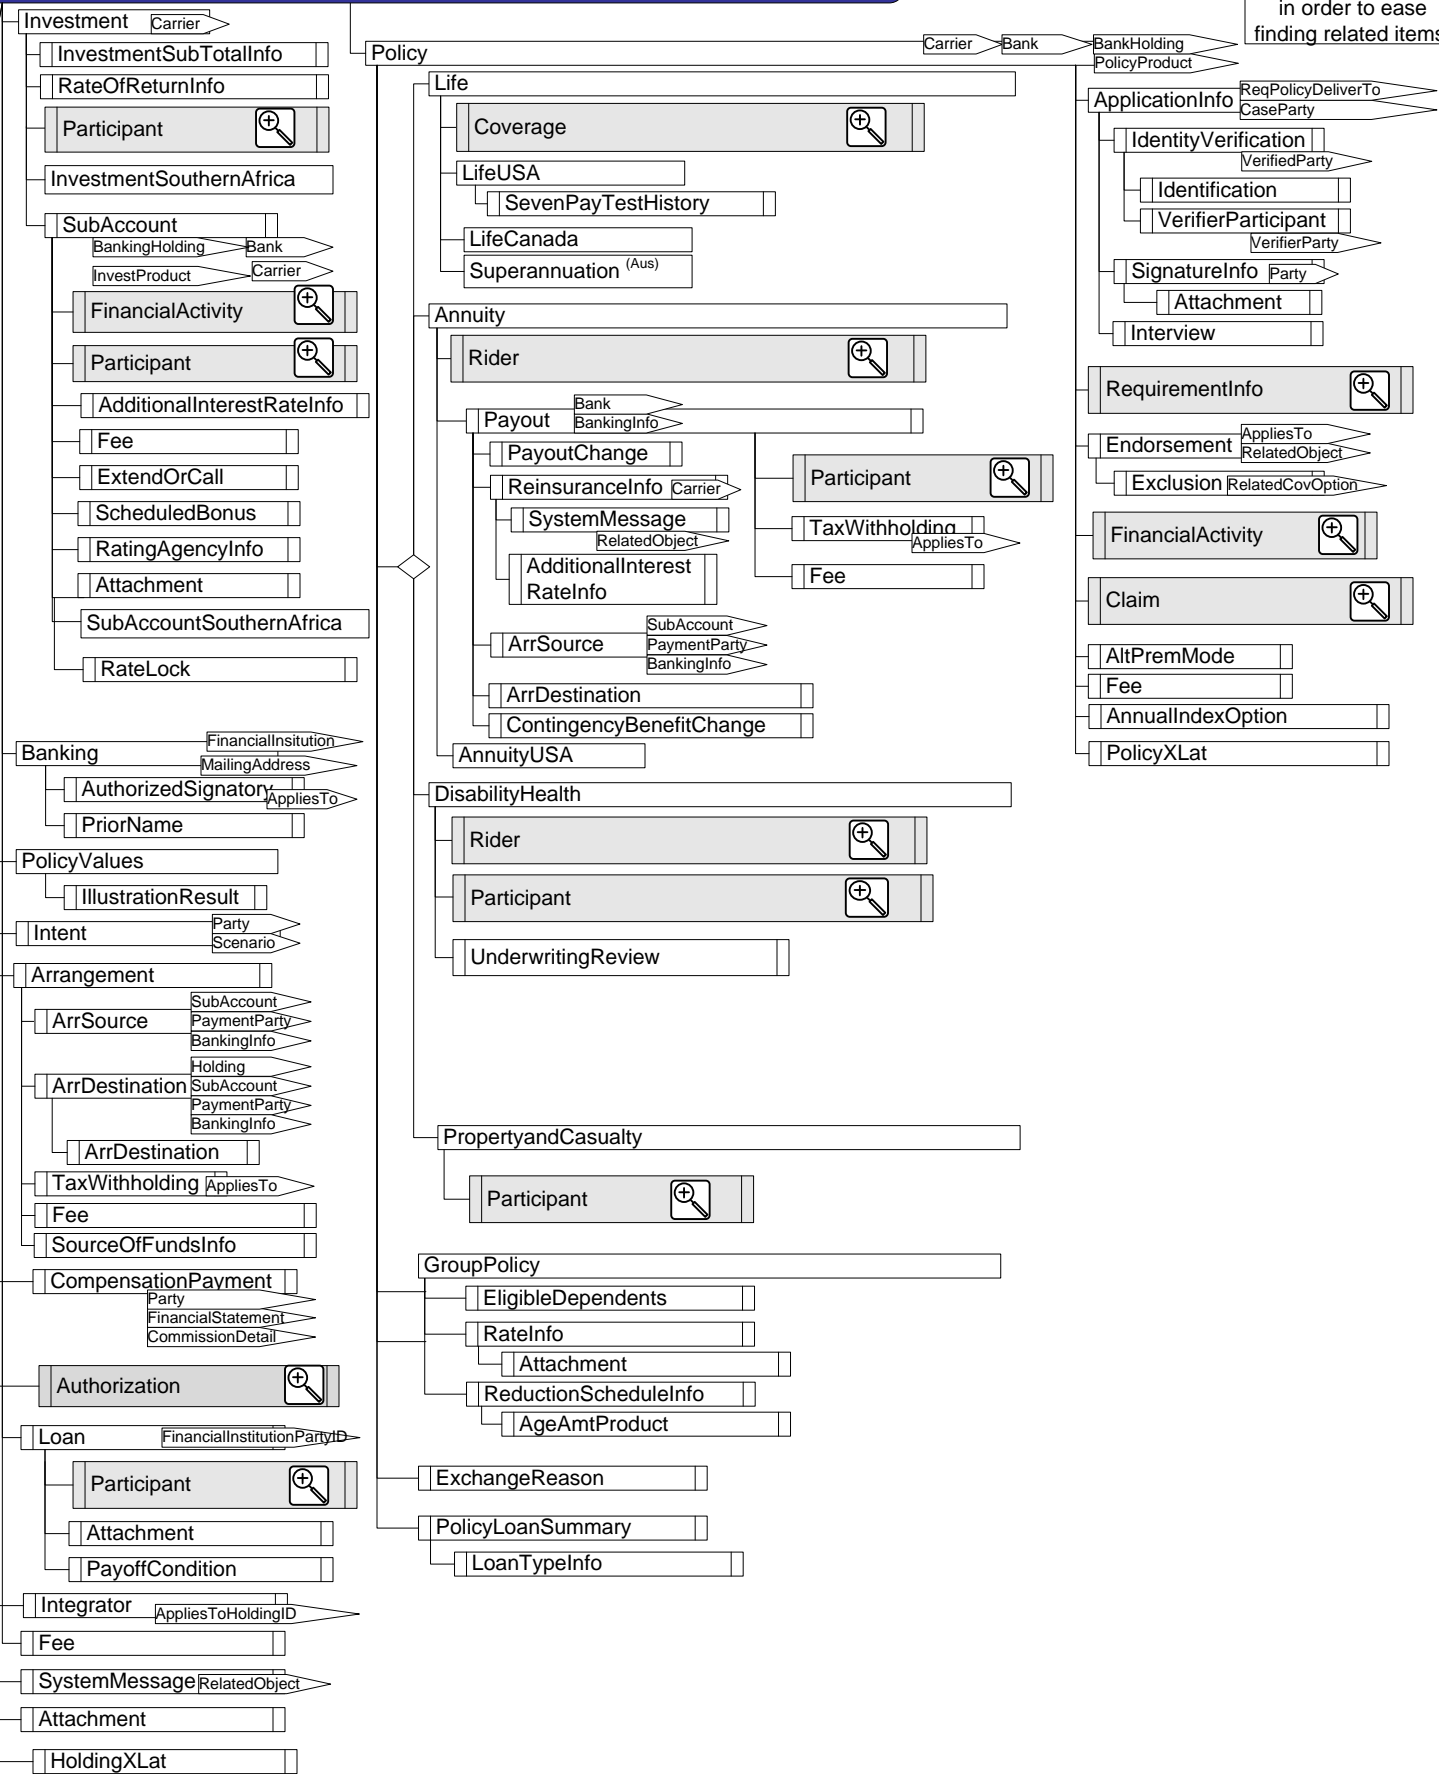 in order to ease
finding related items
Investment
Carrier
InvestmentSubTotalInfo
RateOfReturnInfo
Participant
InvestmentSouthernAfrica
SubAccount
BankingHolding
Bank
InvestProduct
Carrier
FinancialActivity
Participant
AdditionalInterestRateInfo
Fee
ExtendOrCall
ScheduledBonus
RatingAgencyInfo
Attachment
SubAccountSouthernAfrica
RateLock
Banking
FinancialInsitution
MailingAddress
AuthorizedSignatory
AppliesTo
PriorName
PolicyValues
IllustrationResult
Intent
Party
Scenario
Arrangement
ArrSource
SubAccount
PaymentParty
BankingInfo
ArrDestination
Holding
SubAccount
PaymentParty
BankingInfo
ArrDestination
TaxWithholding
AppliesTo
Fee
SourceOfFundsInfo
CompensationPayment
Party
FinancialStatement
CommissionDetail
Authorization
Loan
FinancialInstitutionPartyID
Participant
Attachment
PayoffCondition
Integrator
AppliesToHoldingID
Fee
SystemMessage
RelatedObject
Attachment
HoldingXLat
Policy
Carrier
Bank
BankHolding
PolicyProduct
Life
Coverage
LifeUSA
SevenPayTestHistory
LifeCanada
Superannuation (Aus)
Annuity
Rider
Payout
Bank
BankingInfo
PayoutChange
ReinsuranceInfo
Carrier
SystemMessage
RelatedObject
AdditionalInterest
RateInfo
ArrSource
SubAccount
PaymentParty
BankingInfo
ArrDestination
ContingencyBenefitChange
Participant
TaxWithholding
AppliesTo
Fee
AnnuityUSA
DisabilityHealth
Rider
Participant
UnderwritingReview
PropertyandCasualty
Participant
GroupPolicy
EligibleDependents
RateInfo
Attachment
ReductionScheduleInfo
AgeAmtProduct
ExchangeReason
PolicyLoanSummary
LoanTypeInfo
ApplicationInfo
ReqPolicyDeliverTo
CaseParty
IdentityVerification
VerifiedParty
Identification
VerifierParticipant
VerifierParty
SignatureInfo
Party
Attachment
Interview
RequirementInfo
Endorsement
AppliesTo
RelatedObject
Exclusion
RelatedCovOption
FinancialActivity
Claim
AltPremMode
Fee
AnnualIndexOption
PolicyXLat